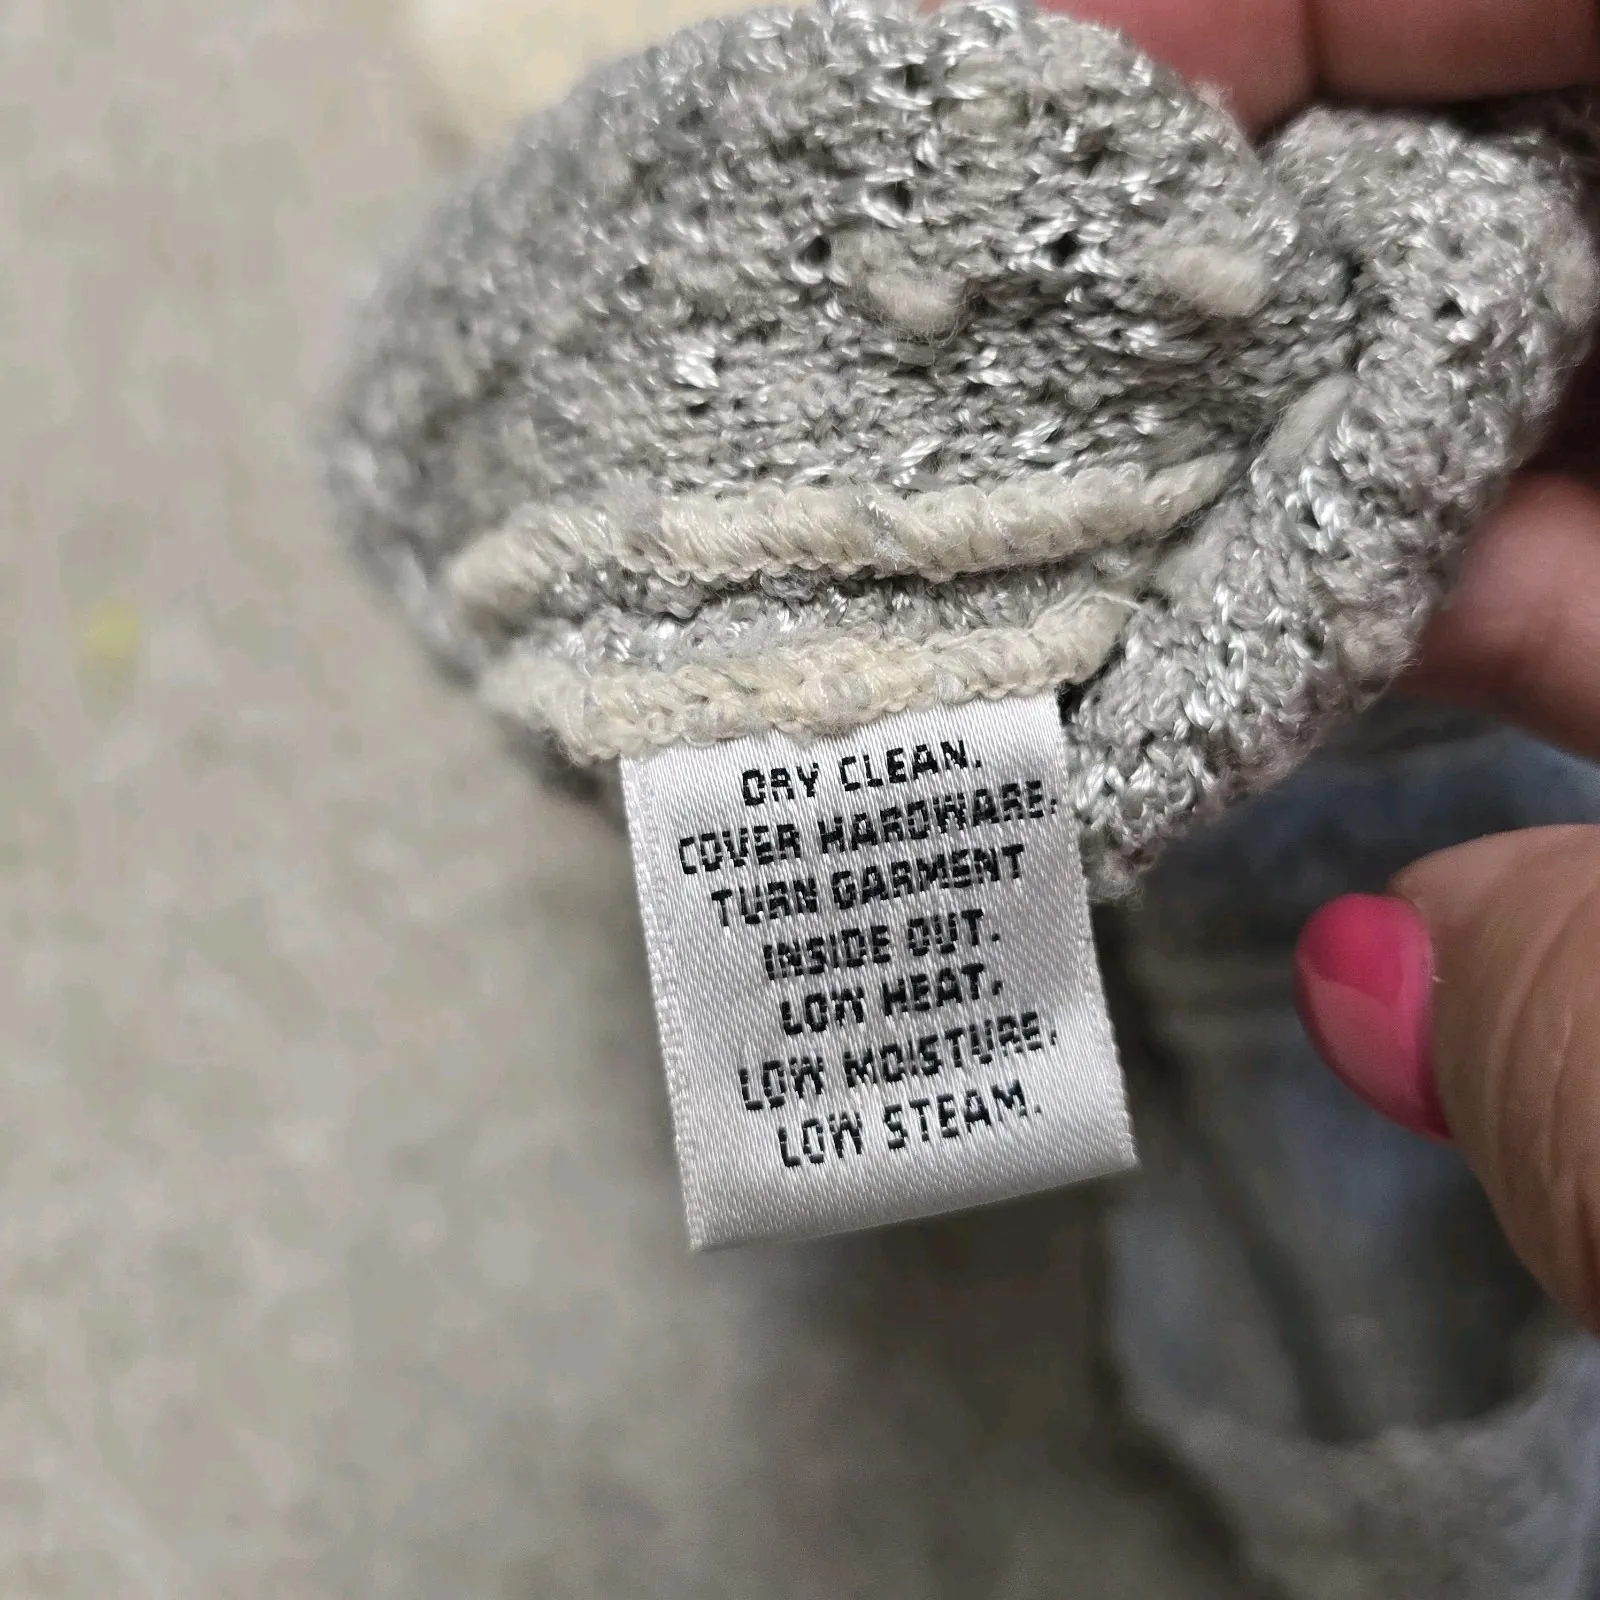 DRY CLEAN.
COVER HARDWARE,
TURN GARMENT
INSIDE OUT.
LOW HEAT,
LOW MOISTURE,
LOW STEAM.